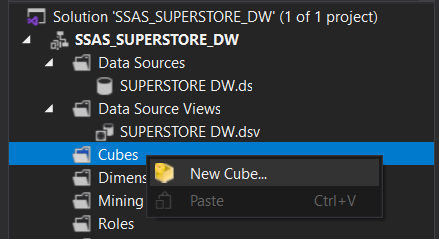 Solution 'SSAS_SUPERSTORE_DW' (1 of 1 project)
SSAS_SUPERSTORE_DW
Data Sources
SUPERSTORE DW.ds
Data Source Views
SUPERSTORE DW.dsv
Cubes
New Cube...
Paste Ctrl+V
Mining
Roles